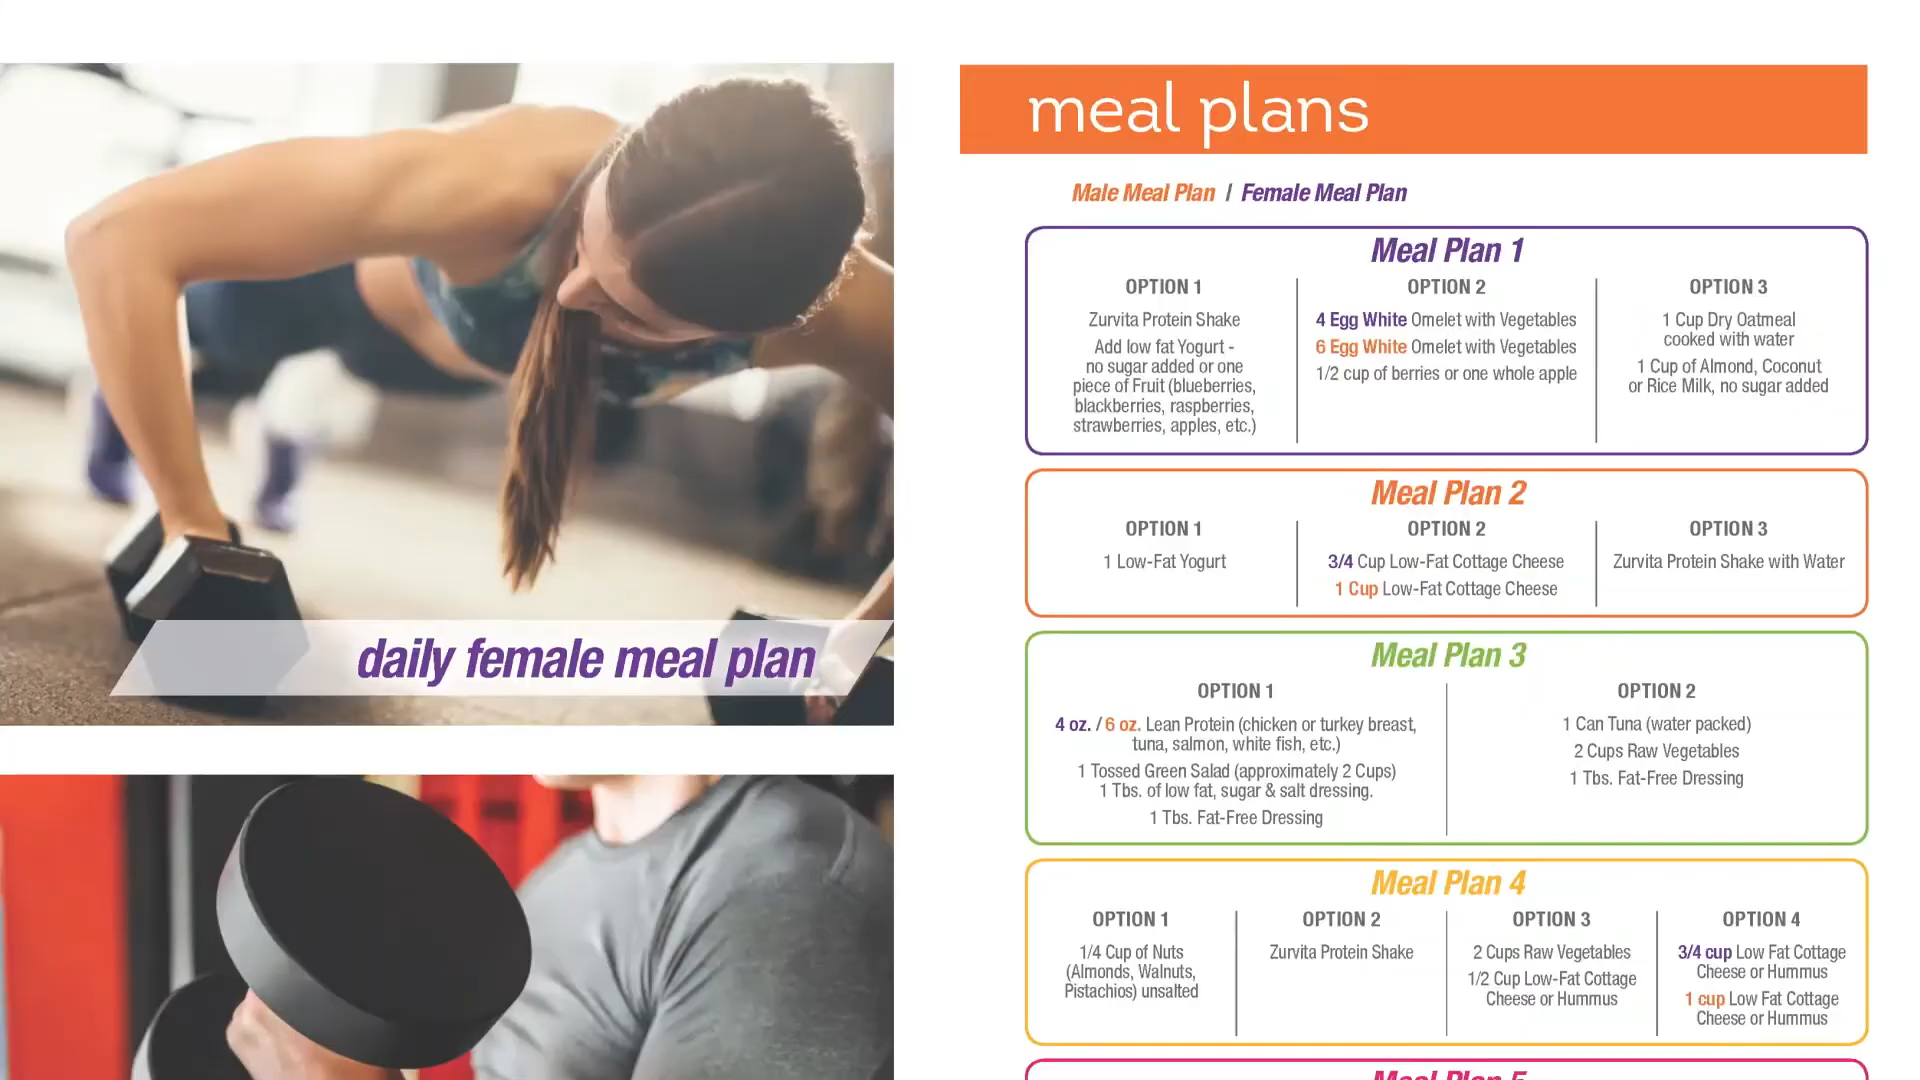 daily female meal plan
meal plans
Male Meal Plan / Female Meal Plan
Meal Plan 1
OPTION 1
Zurvita Protein Shake
Add low fat Yogurt -
no sugar added or one
piece of Fruit (blueberries,
blackberries, raspberries,
strawberries, apples, etc.)
OPTION 2
4 Egg White Omelet with Vegetables
6 Egg White Omelet with Vegetables
1/2 cup of berries or one whole apple
OPTION 3
1 Cup Dry Oatmeal
cooked with water
1 Cup of Almond, Coconut
or Rice Milk, no sugar added
Meal Plan 2
OPTION 1
1 Low-Fat Yogurt
OPTION 2
3/4 Cup Low-Fat Cottage Cheese
1 Cup Low-Fat Cottage Cheese
OPTION 3
Zurvita Protein Shake with Water
Meal Plan 3
OPTION 1
4 oz. / 6 oz. Lean Protein (chicken or turkey breast,
tuna, salmon, white fish, etc.)
1 Tossed Green Salad (approximately 2 Cups)
1 Tbs. of low fat, sugar & salt dressing.
1 Tbs. Fat-Free Dressing
OPTION 2
1 Can Tuna (water packed)
2 Cups Raw Vegetables
1 Tbs. Fat-Free Dressing
Meal Plan 4
OPTION 1
1/4 Cup of Nuts
(Almonds, Walnuts,
Pistachios) unsalted
OPTION 2
Zurvita Protein Shake
OPTION 3
2 Cups Raw Vegetables
1/2 Cup Low-Fat Cottage
Cheese or Hummus
OPTION 4
3/4 cup Low Fat Cottage
Cheese or Hummus
1 cup Low Fat Cottage
Cheese or Hummus
Meal Plan 5